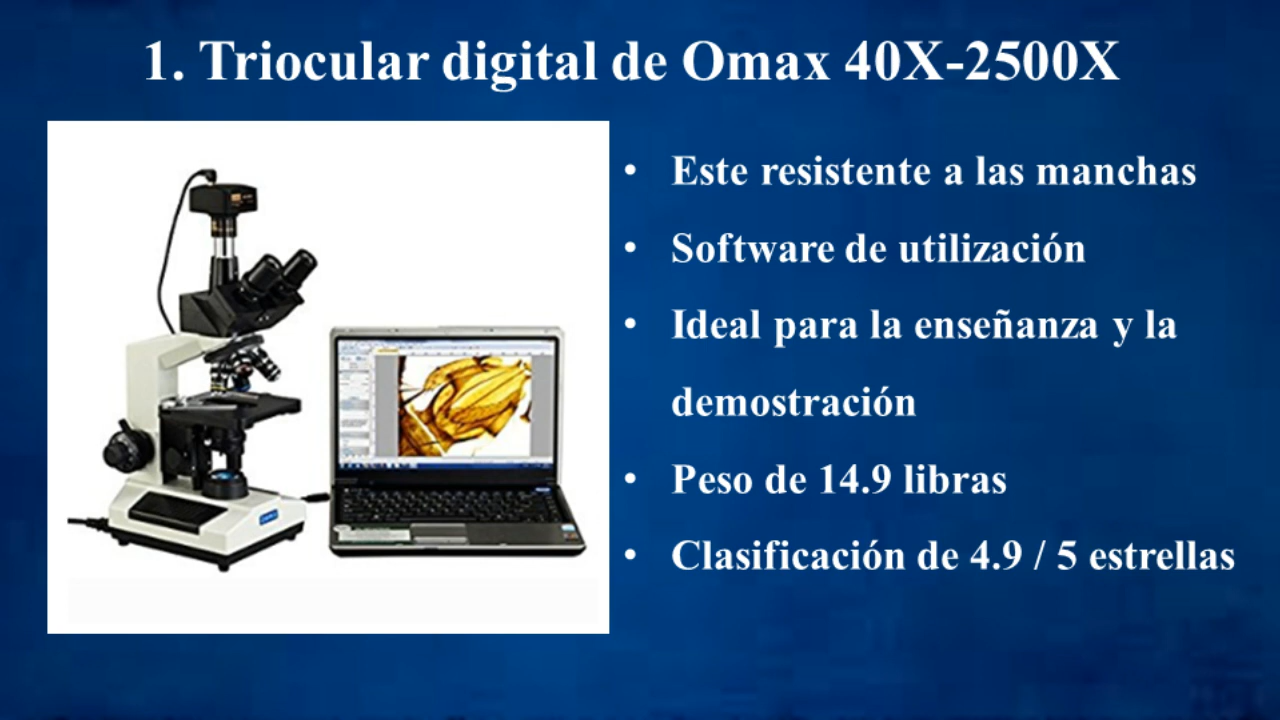 1. Triocular digital de Omax 40X-2500X
• Este resistente a las manchas
• Software de utilización
• Ideal para la enseñanza y la
demostración
• Peso de 14.9 libras
• Clasificación de 4.9 / 5 estrellas